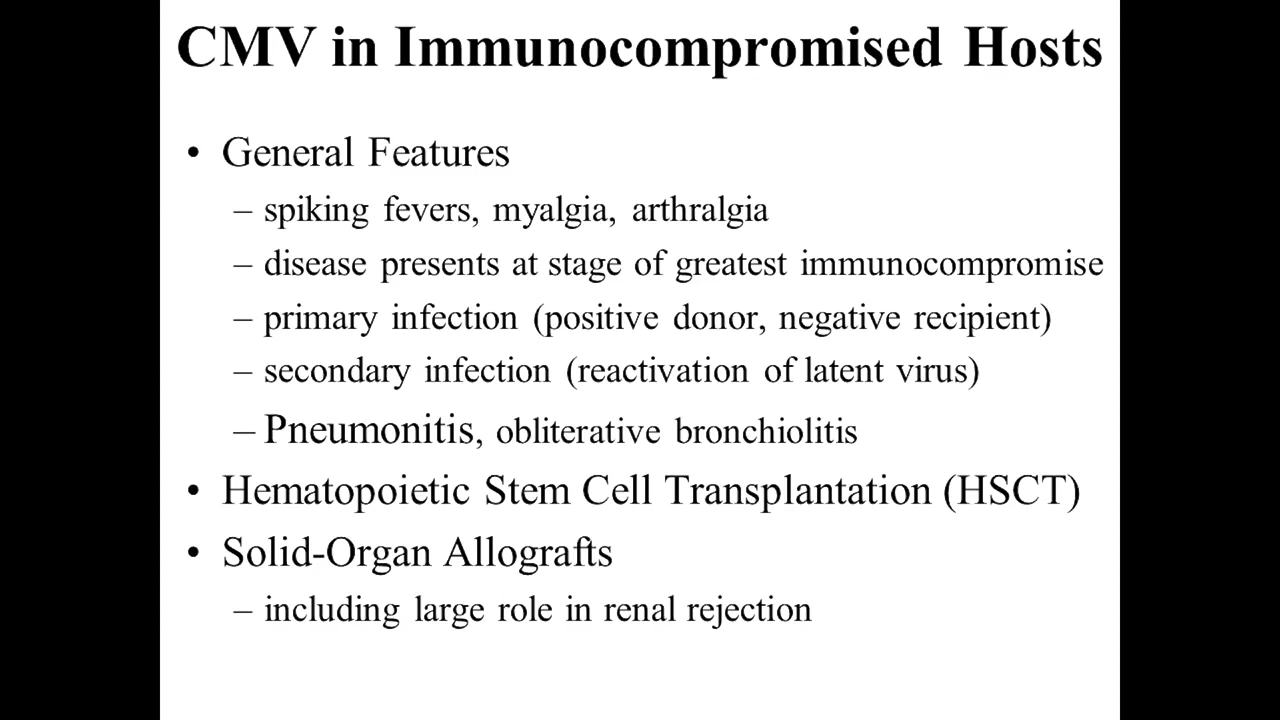 CMV in Immunocompromised Hosts
• General Features
– spiking fevers, myalgia, arthralgia
– disease presents at stage of greatest immunocompromise
– primary infection (positive donor, negative recipient)
– secondary infection (reactivation of latent virus)
– Pneumonitis, obliterative bronchiolitis
• Hematopoietic Stem Cell Transplantation (HSCT)
• Solid-Organ Allografts
– including large role in renal rejection